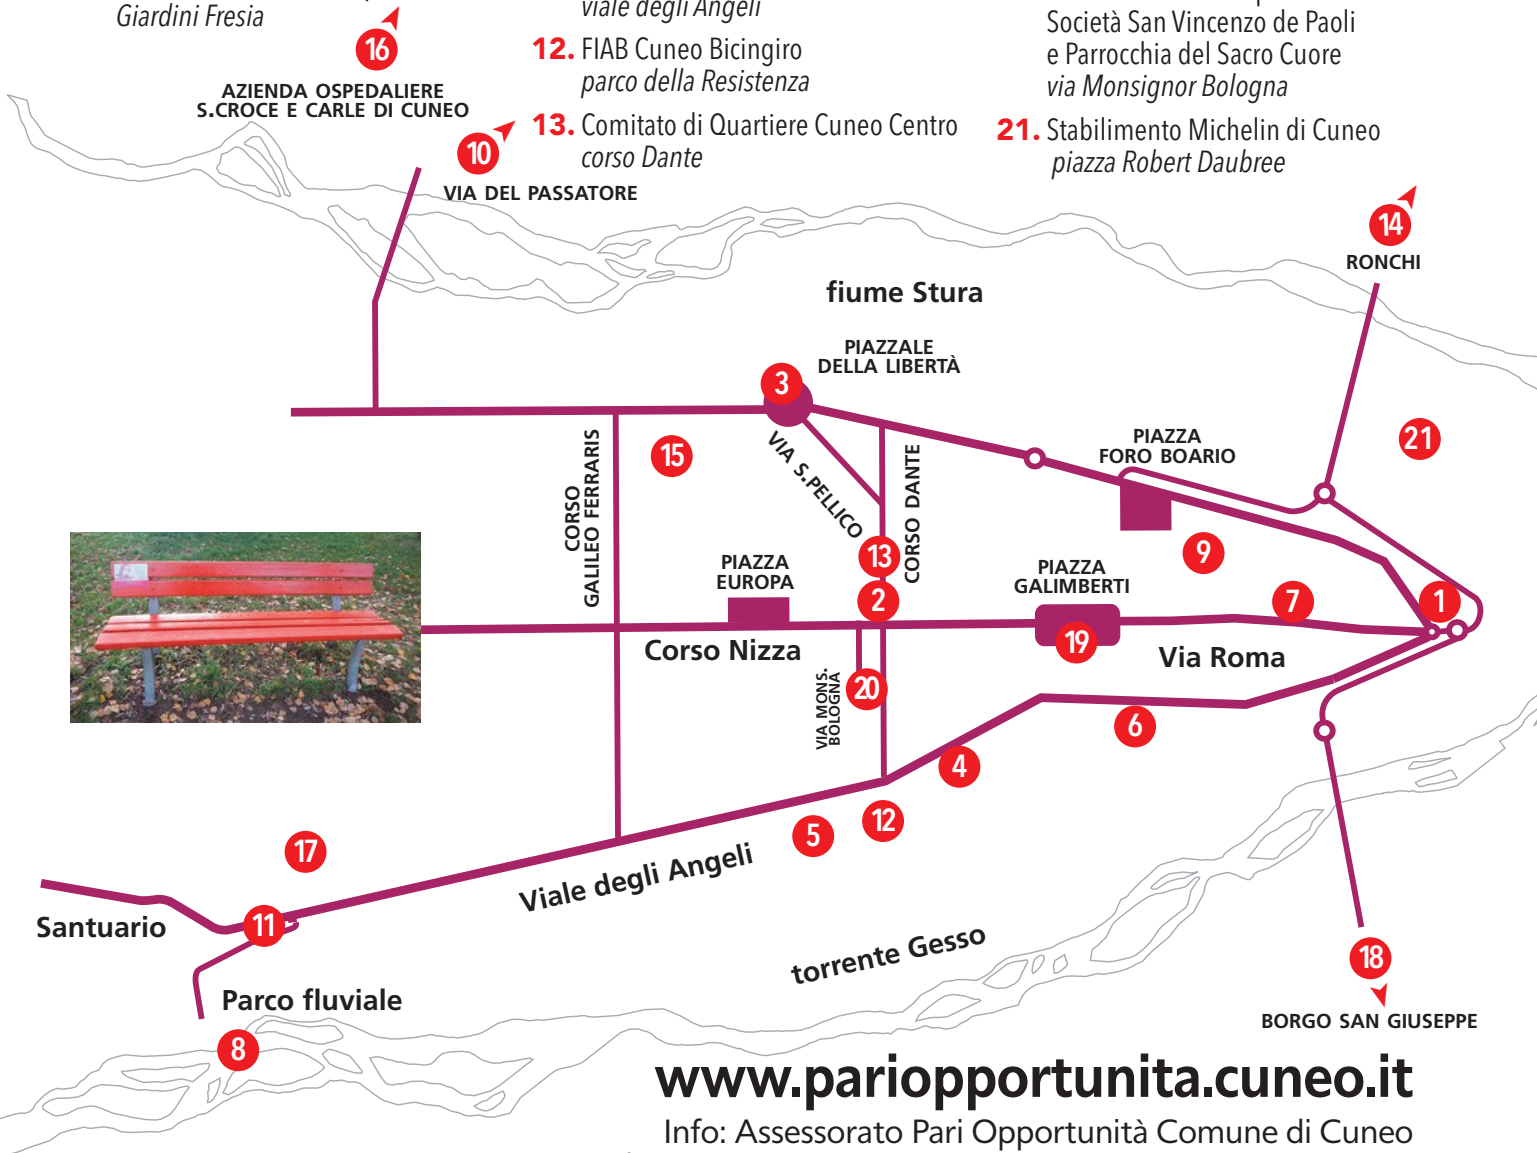 Giardini Fresia
viale degli Angeli
12. FIAB Cuneo Bicingiro
parco della Resistenza
13. Comitato di Quartiere Cuneo Centro
corso Dante
Società San Vincenzo de Paoli
e Parrocchia del Sacro Cuore
via Monsignor Bologna
21. Stabilimento Michelin di Cuneo
piazza Robert Daubree
16
AZIENDA OSPEDALIERE
S.CROCE E CARLE DI CUNEO
10
VIA DEL PASSATORE
14
RONCHI
fiume Stura
PIAZZALE
DELLA LIBERTÀ
3
15
VIA S.PELLICO
CORSO
GALILEO FERRARIS
CORSO DANTE
PIAZZA
FORO BOARIO
21
9
13
PIAZZA
EUROPA
2
PIAZZA
GALIMBERTI
7
1
19
Corso Nizza
Via Roma
VIA MONS.
BOLOGNA
20
6
4
12
5
17
Viale degli Angeli
11
Santuario
torrente Gesso
18
Parco fluviale
BORGO SAN GIUSEPPE
8
www.pariopportunita.cuneo.it
Info: Assessorato Pari Opportunità Comune di Cuneo